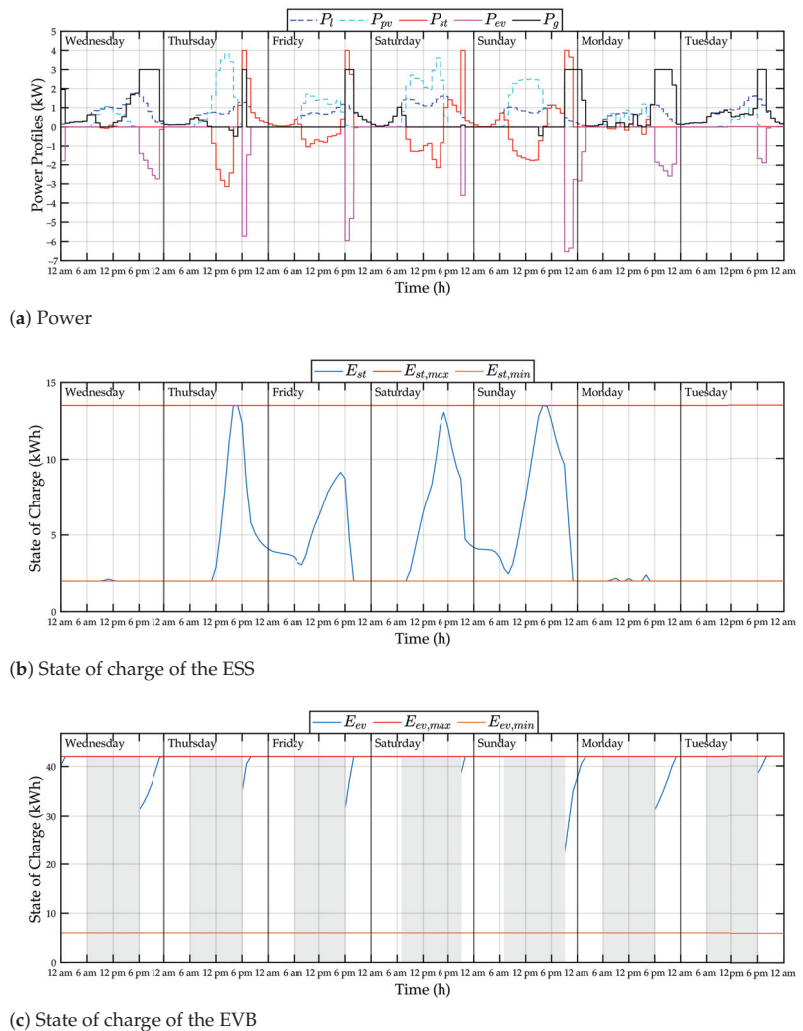 P_l P_pv P_st P_ev P_g
Wednesday Thursday Friday Saturday Sunday Monday Tuesday
5
4
3
2
1
0
−1
−2
−3
−4
−5
−6
−7
Power Profiles (kW)
12 am 6 am 12 pm 6 pm 12 am 6 am 12 pm 6 pm 12 am 6 am 12 pm 6 pm 12 am 6 am 12 pm 6 pm 12 am 6 am 12 pm 6 pm 12 am 6 am 12 pm 6 pm 12 am 6 am 12 pm 6 pm 12 am
Time (h)
(a) Power
E_st E_st,max E_st,min
Wednesday Thursday Friday Saturday Sunday Monday Tuesday
15
10
5
0
State of Charge (kWh)
12 am 6 am 12 pm 6 pm 12 am 6 am 12 pm 6 pm 12 am 6 am 12 pm 6 pm 12 am 6 am 12 pm 6 pm 12 am 6 am 12 pm 6 pm 12 am 6 am 12 pm 6 pm 12 am 6 am 12 pm 6 pm 12 am
Time (h)
(b) State of charge of the ESS
E_ev E_ev,max E_ev,min
Wednesday Thursday Friday Saturday Sunday Monday Tuesday
40
30
20
10
0
State of Charge (kWh)
12 am 6 am 12 pm 6 pm 12 am 6 am 12 pm 6 pm 12 am 6 am 12 pm 6 pm 12 am 6 am 12 pm 6 pm 12 am 6 am 12 pm 6 pm 12 am 6 am 12 pm 6 pm 12 am 6 am 12 pm 6 pm 12 am
Time (h)
(c) State of charge of the EVB